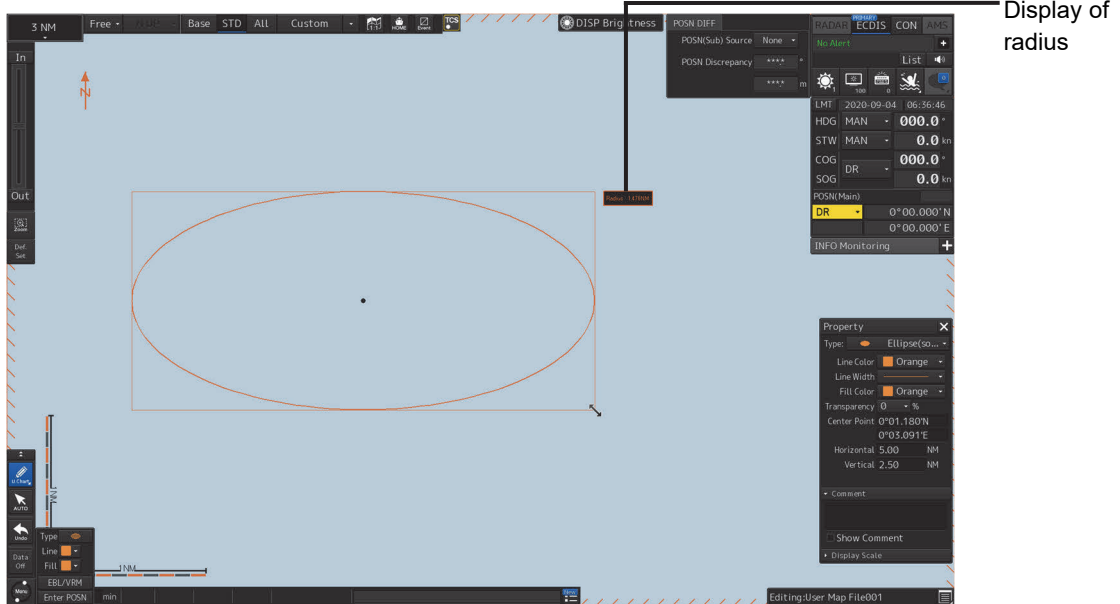 Display of
radius
3 NM
Free
Base STD All Custom
HOME
Event
TCS
DISP Brightness
POSN DIFF
POSN(Sub) Source None
POSN Discrepancy ****.* °
****.* m
RADAR PRIMARY ECDIS CON AMS
No Alert
List
1 100 0
LMT 2020-09-04 06:36:46
HDG MAN 000.0 °
STW MAN 0.0 kn
COG DR 000.0 °
SOG 0.0 kn
POSN(Main)
DR 0°00.000'N
0°00.000'E
INFO Monitoring
In
Out
Zoom
Def.
Set
N
Property
Type: Ellipse(so...
Line Color Orange
Line Width
Fill Color Orange
Transparency 0 %
Center Point 0°01.180'N
0°03.091'E
Horizontal 5.00 NM
Vertical 2.50 NM
Comment
Show Comment
Display Scale
U.Chart
AUTO
Undo
Data
Off
Menu
1NM
1NM
Type
Line
Fill
EBL/VRM
Enter POSN
min
New
Editing:User Map File001